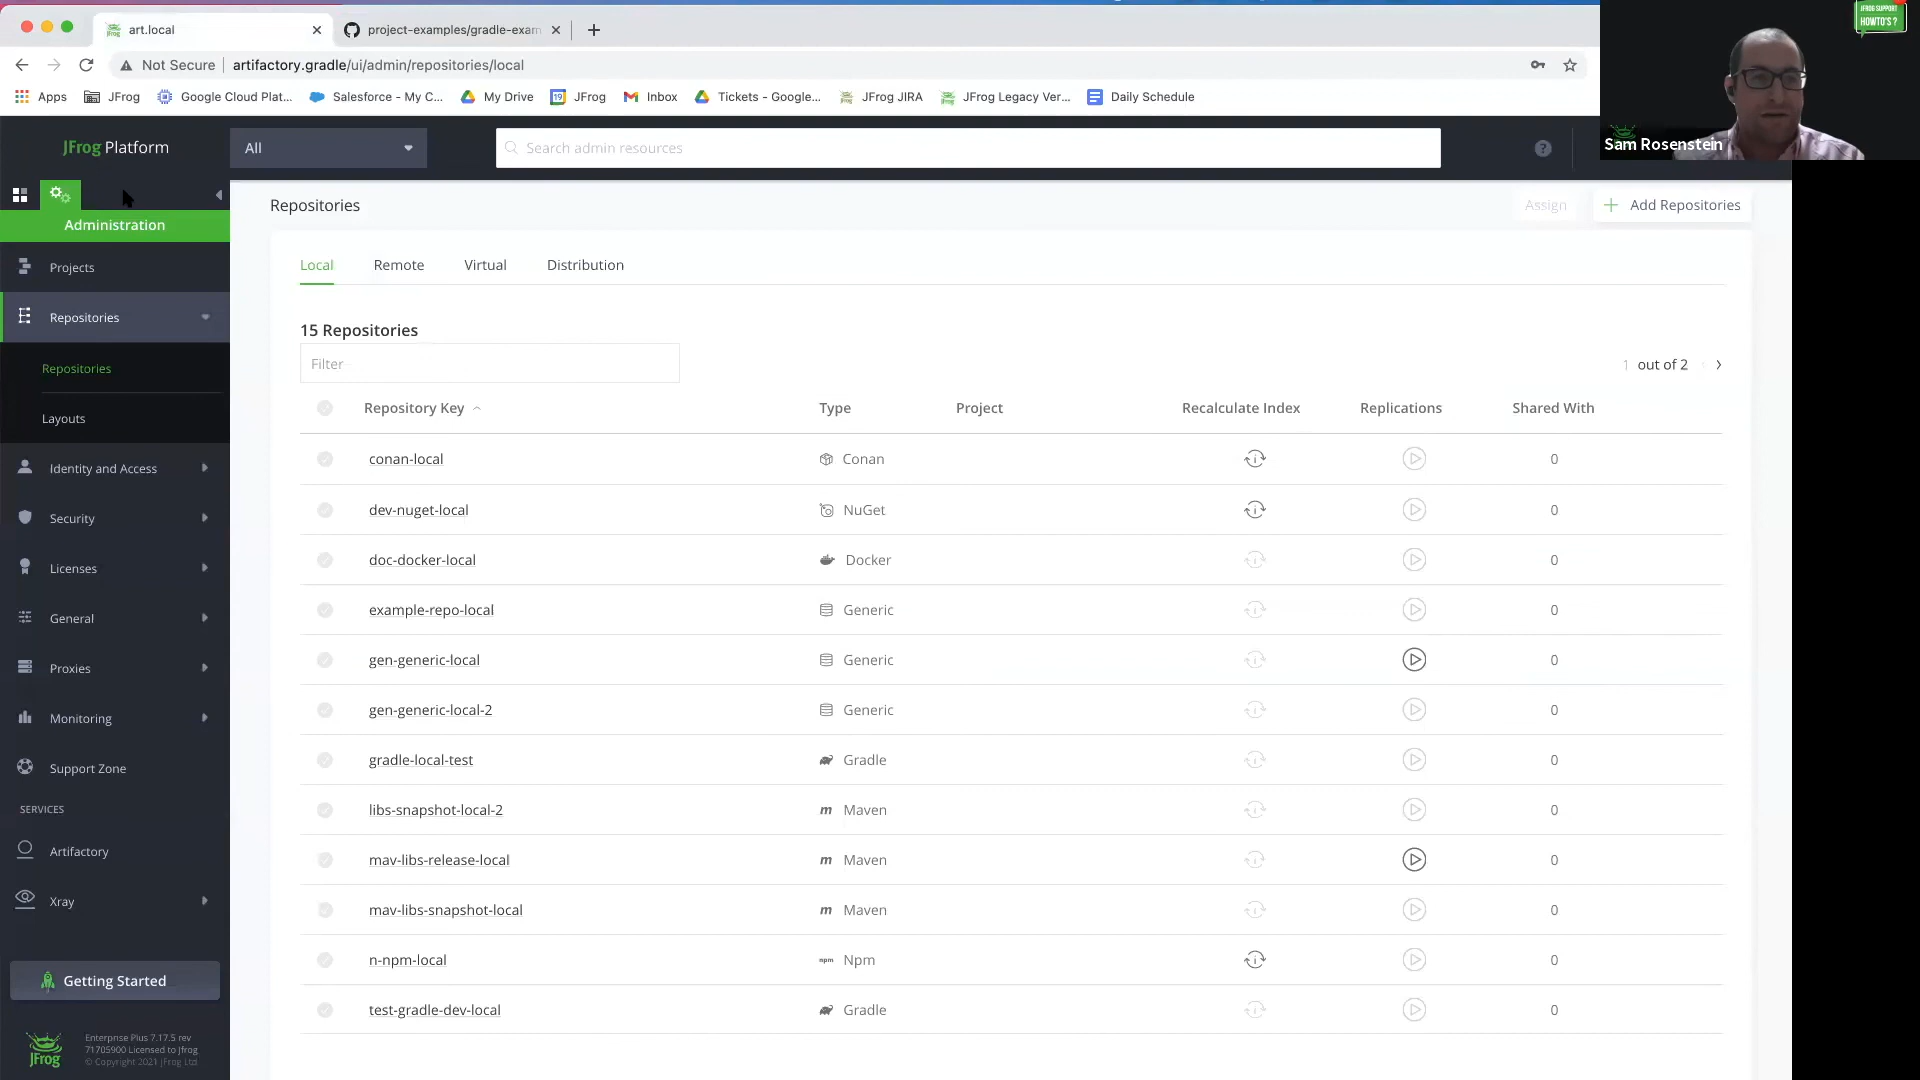 art.local
project-examples/gradle-exam
JFROG SUPPORT
HOWTO'S ?
Not Secure
artifactory.gradle/ui/admin/repositories/local
Apps
JFrog
Google Cloud Plat...
Salesforce - My C...
My Drive
JFrog
Inbox
Tickets - Google...
JFrog JIRA
JFrog Legacy Ver...
Daily Schedule
JFrog Platform
All
Search admin resources
Sam Rosenstein
Administration
Projects
Repositories
Repositories
Layouts
Identity and Access
Security
Licenses
General
Proxies
Monitoring
Support Zone
SERVICES
Artifactory
Xray
Getting Started
JFrog
Enterprise Plus 7.17.5 rev
71705900 Licensed to Jfrog
© Copyright 2021 JFrog Ltd
Repositories
Assign
Add Repositories
Local
Remote
Virtual
Distribution
15 Repositories
Filter
1 out of 2
Repository Key
Type
Project
Recalculate Index
Replications
Shared With
conan-local
Conan
0
dev-nuget-local
NuGet
0
doc-docker-local
Docker
0
example-repo-local
Generic
0
gen-generic-local
Generic
0
gen-generic-local-2
Generic
0
gradle-local-test
Gradle
0
libs-snapshot-local-2
Maven
0
mav-libs-release-local
Maven
0
mav-libs-snapshot-local
Maven
0
n-npm-local
npm
Npm
0
test-gradle-dev-local
Gradle
0